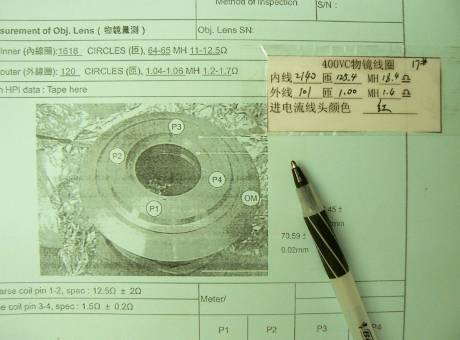 Method of Inspection
S/N :
surement of Obj. Lens (物鏡量測)
Obj. Lens SN:
inner (內線圈):1618 CIRCLES (匝), 64-65 MH 11-12.5Ω
outer (外線圈): 120 CIRCLES (匝), 1.04-1.06 MH 1.2-1.7Ω
n HPI data : Tape here
400VC物镜线圈 17#
内线 2140 匝 125.4 MH 18.4 Ω
外线 101 匝 1.00 MH 1.6 Ω
进电流线头颜色 红
P3
P2
P4
P1
OM
.45 ±
70.59 ±
0.02mm
arse coil pin 1-2, spec : 12.5Ω ± 2Ω
e coil pin 3-4, spec : 1.5Ω ± 0.2Ω
Meter/
P1 P2 P3 P4